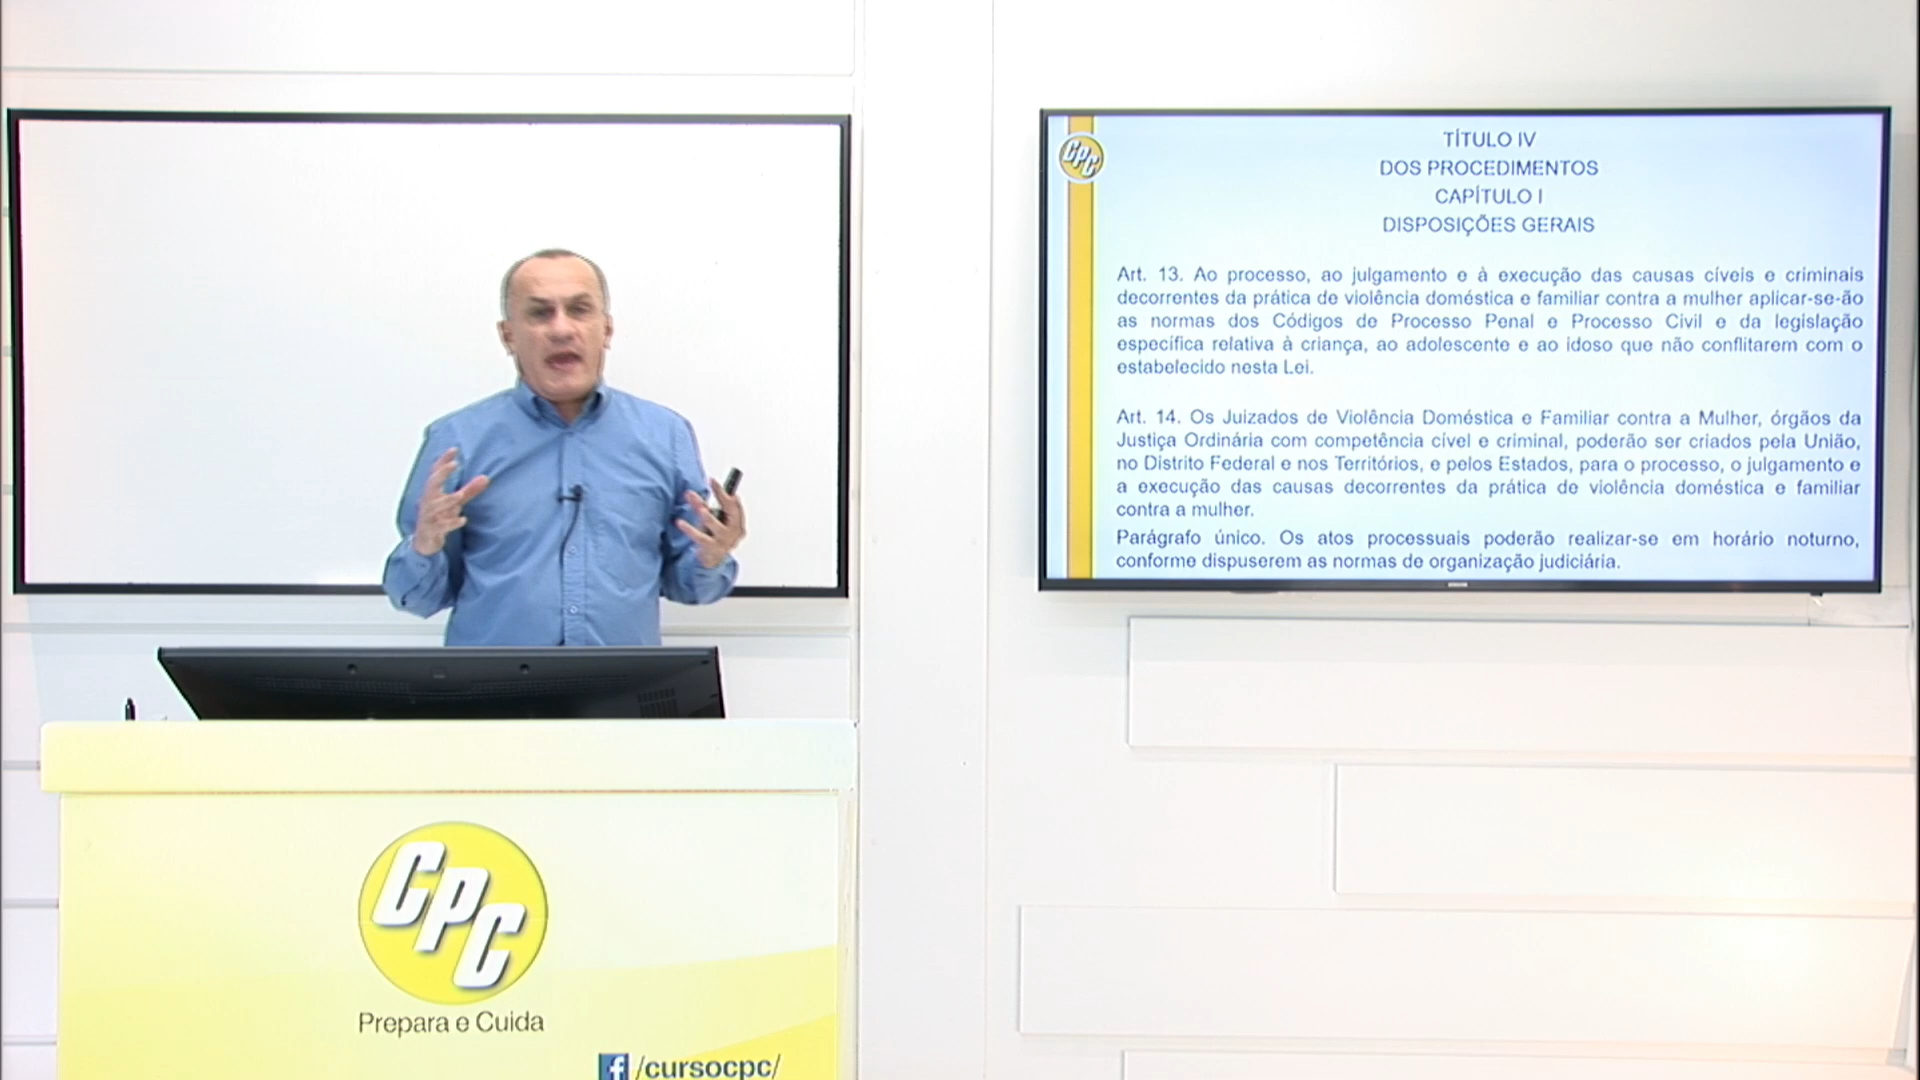 CPC
TÍTULO IV
DOS PROCEDIMENTOS
CAPÍTULO I
DISPOSIÇÕES GERAIS
Art. 13. Ao processo, ao julgamento e à execução das causas cíveis e criminais
decorrentes da prática de violência doméstica e familiar contra a mulher aplicar-se-ão
as normas dos Códigos de Processo Penal e Processo Civil e da legislação
específica relativa à criança, ao adolescente e ao idoso que não conflitarem com o
estabelecido nesta Lei.
Art. 14. Os Juizados de Violência Doméstica e Familiar contra a Mulher, órgãos da
Justiça Ordinária com competência cível e criminal, poderão ser criados pela União,
no Distrito Federal e nos Territórios, e pelos Estados, para o processo, o julgamento e
a execução das causas decorrentes da prática de violência doméstica e familiar
contra a mulher.
Parágrafo único. Os atos processuais poderão realizar-se em horário noturno,
conforme dispuserem as normas de organização judiciária.
CPC
Prepara e Cuida
f /cursocpc/